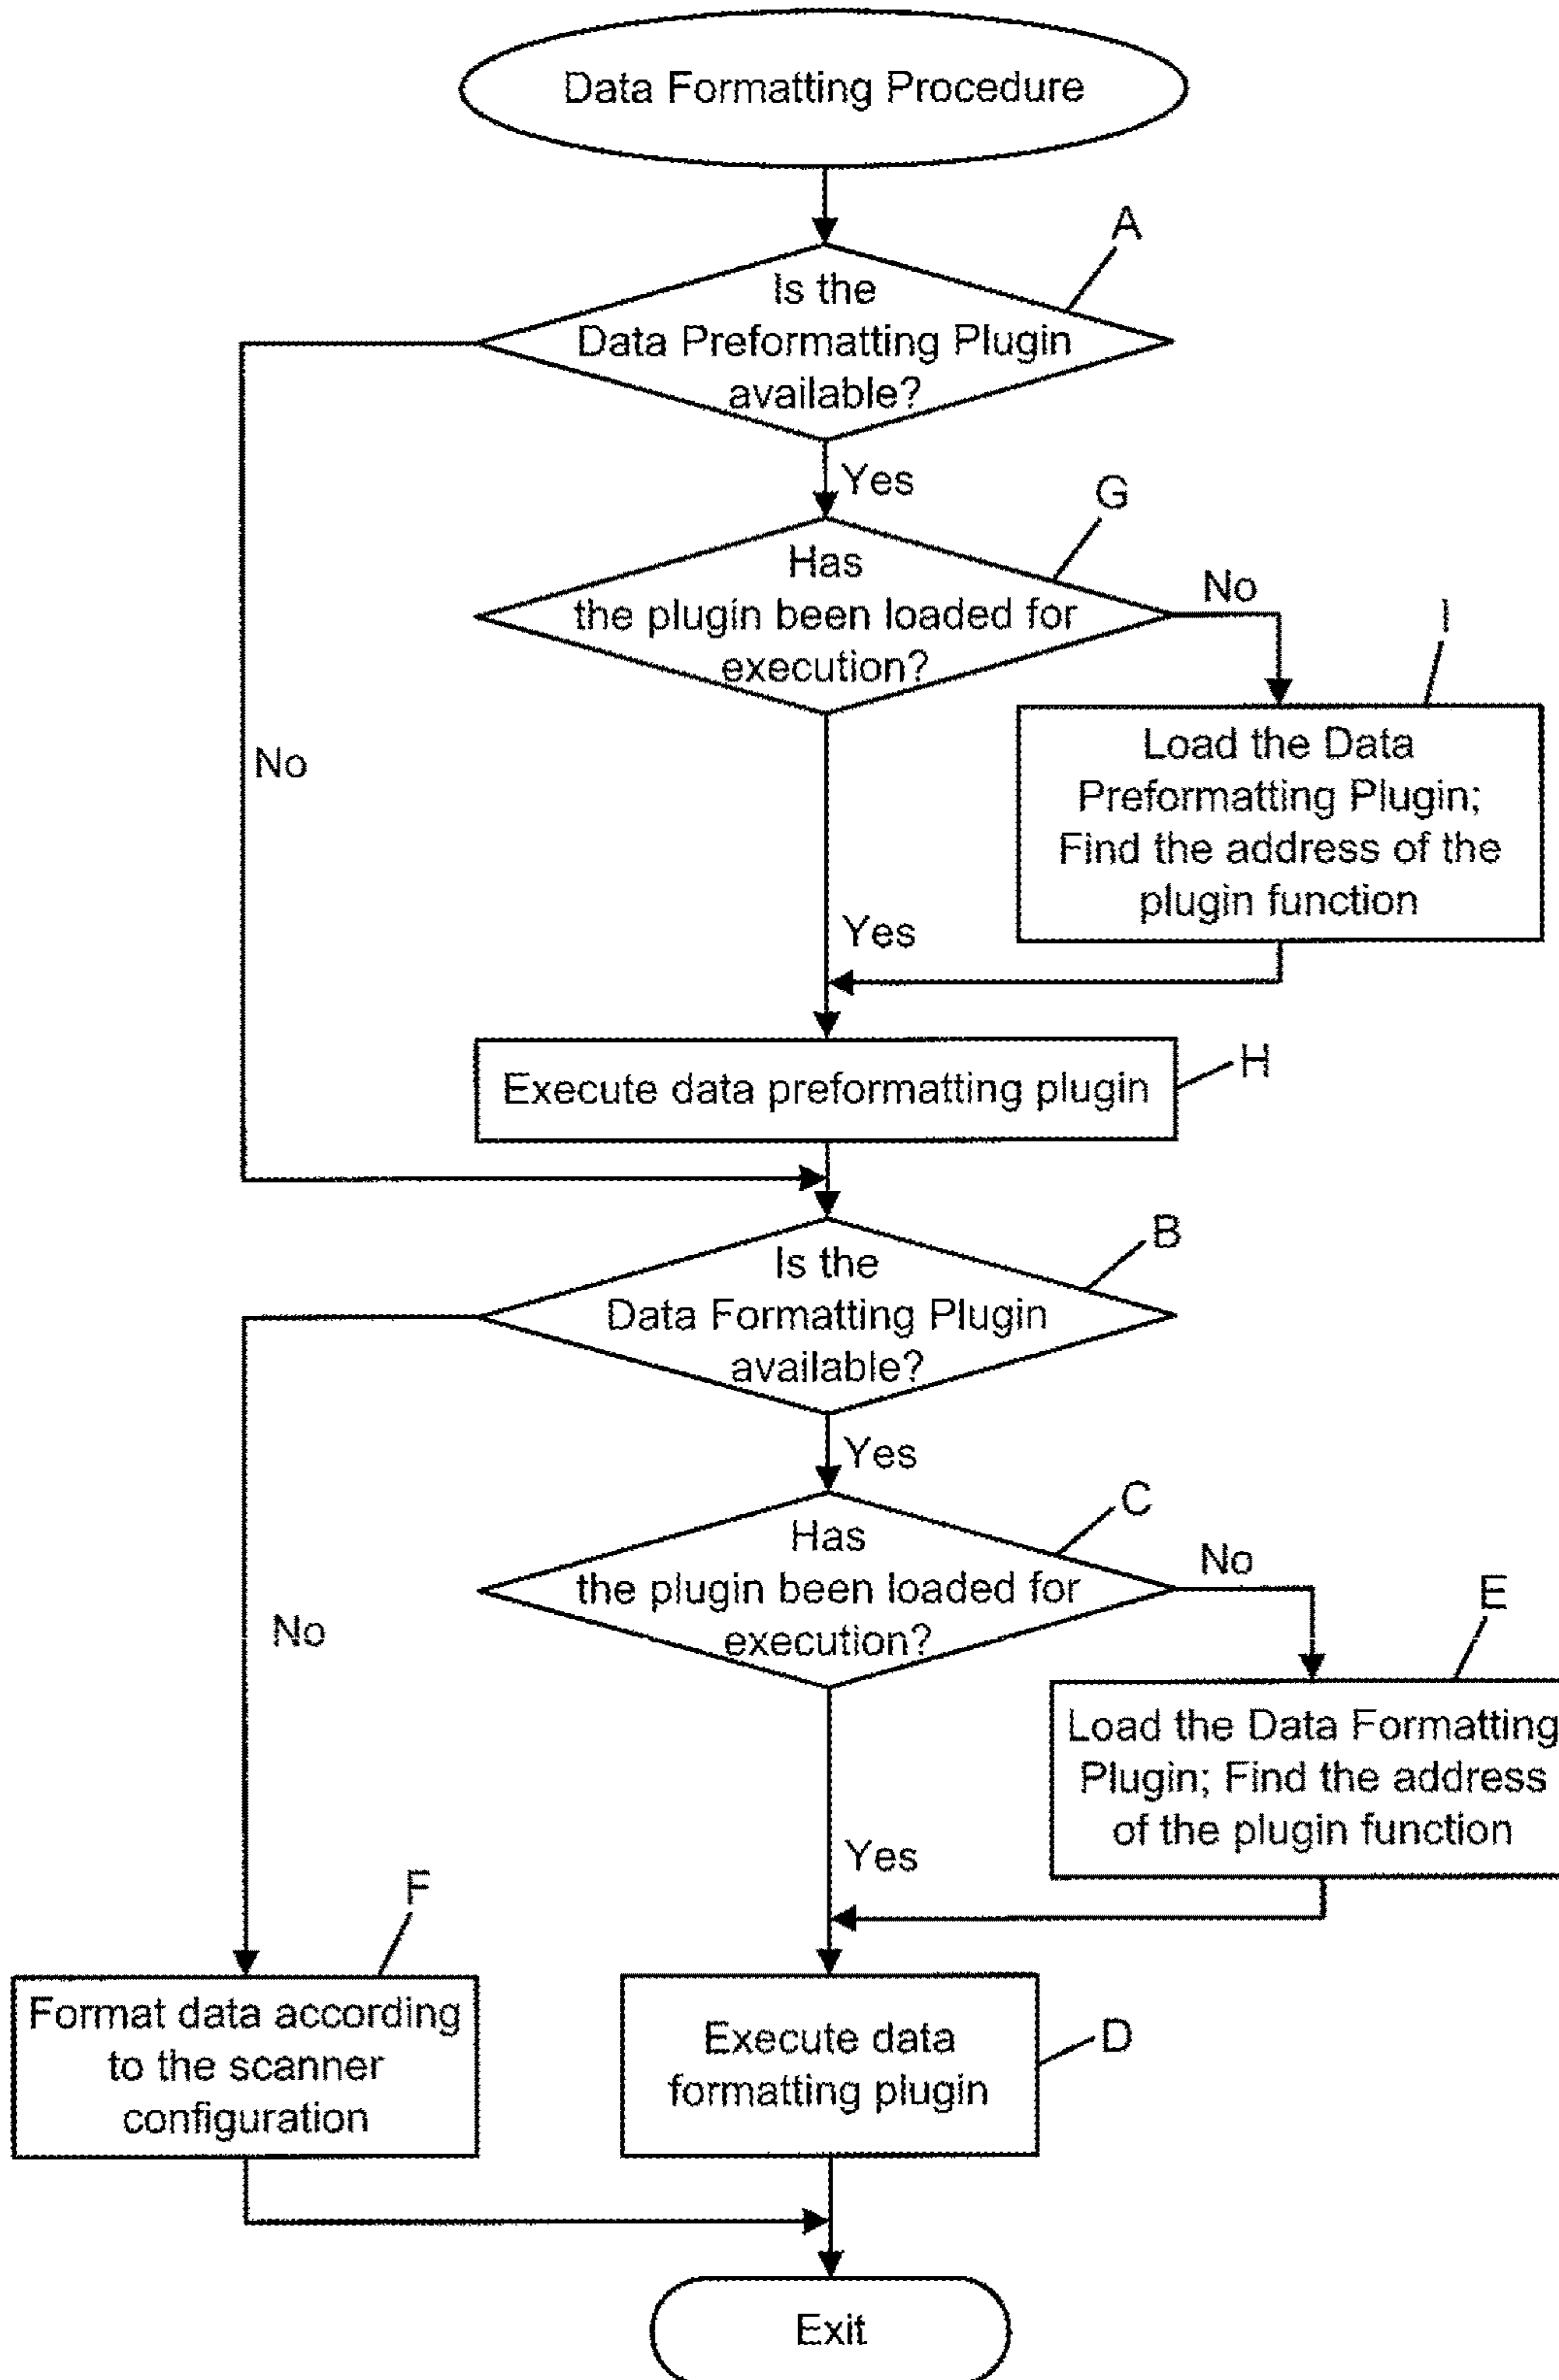 Data Formatting Procedure
A
Is the
Data Preformatting Plugin
available?
Yes
G
Has
the plugin been loaded for
execution?
No
I
Load the Data
Preformatting Plugin;
Find the address of the
plugin function
No
Yes
Execute data preformatting plugin
H
B
Is the
Data Formatting Plugin
available?
Yes
C
Has
the plugin been loaded for
execution?
No
E
Load the Data Formatting
Plugin; Find the address
of the plugin function
No
Yes
F
Format data according
to the scanner
configuration
Execute data
formatting plugin
D
Exit